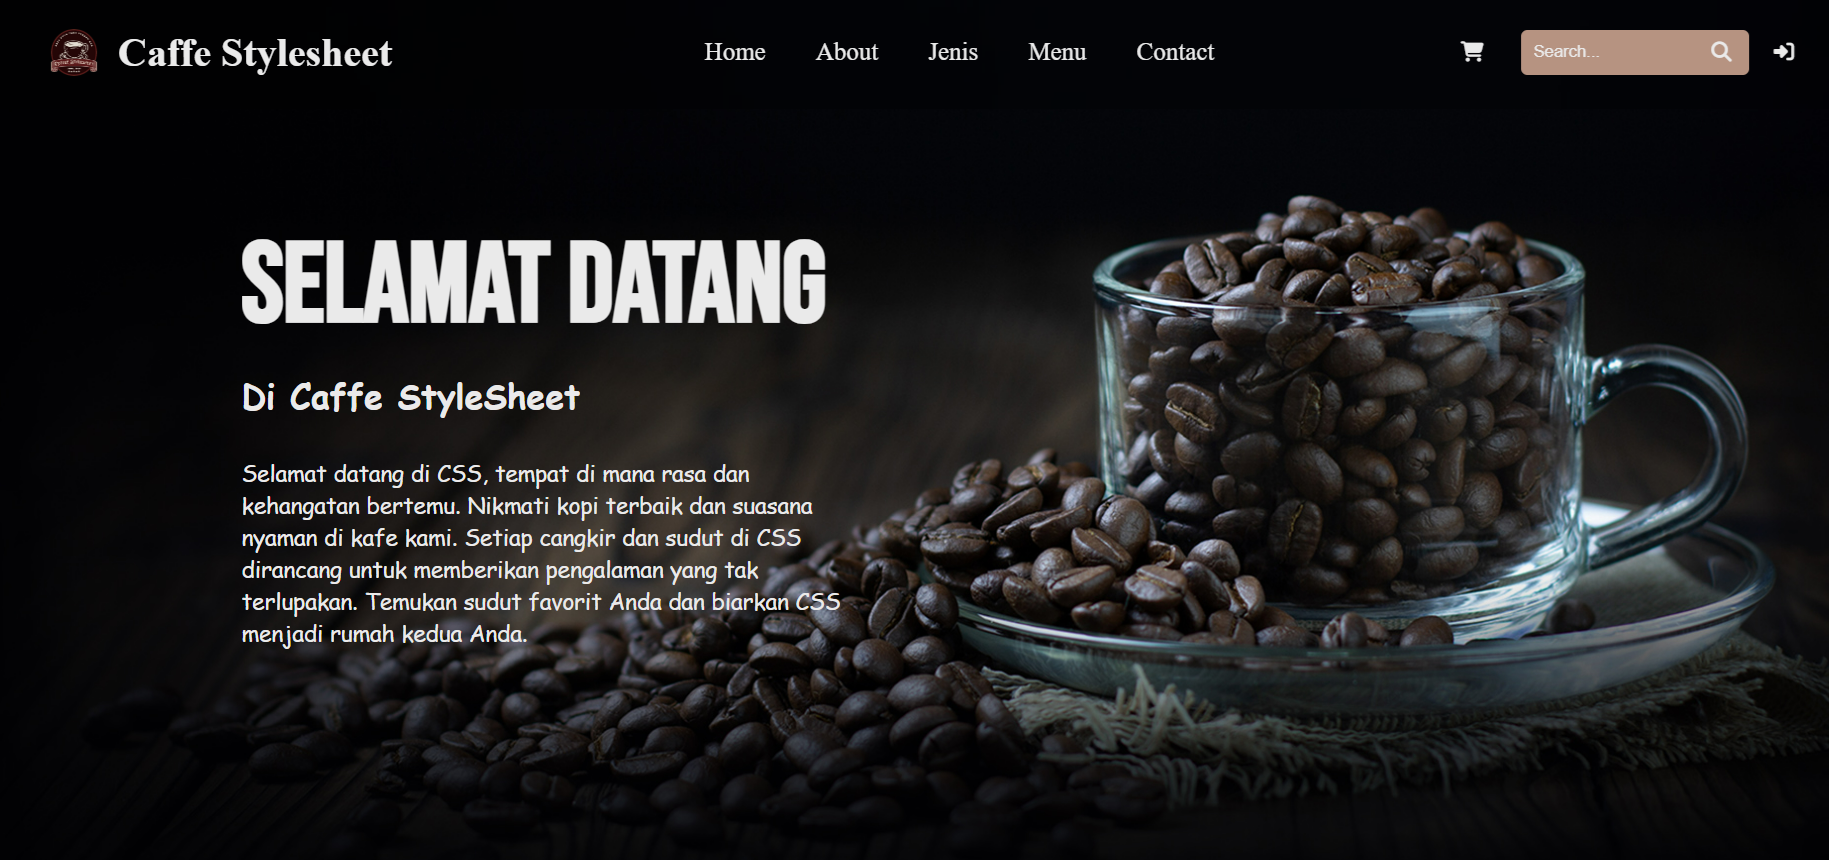 Caffe Stylesheet
Home About Jenis Menu Contact
Search...
SELAMAT DATANG
Di Caffe StyleSheet
Selamat datang di CSS, tempat di mana rasa dan
kehangatan bertemu. Nikmati kopi terbaik dan suasana
nyaman di kafe kami. Setiap cangkir dan sudut di CSS
dirancang untuk memberikan pengalaman yang tak
terlupakan. Temukan sudut favorit Anda dan biarkan CSS
menjadi rumah kedua Anda.